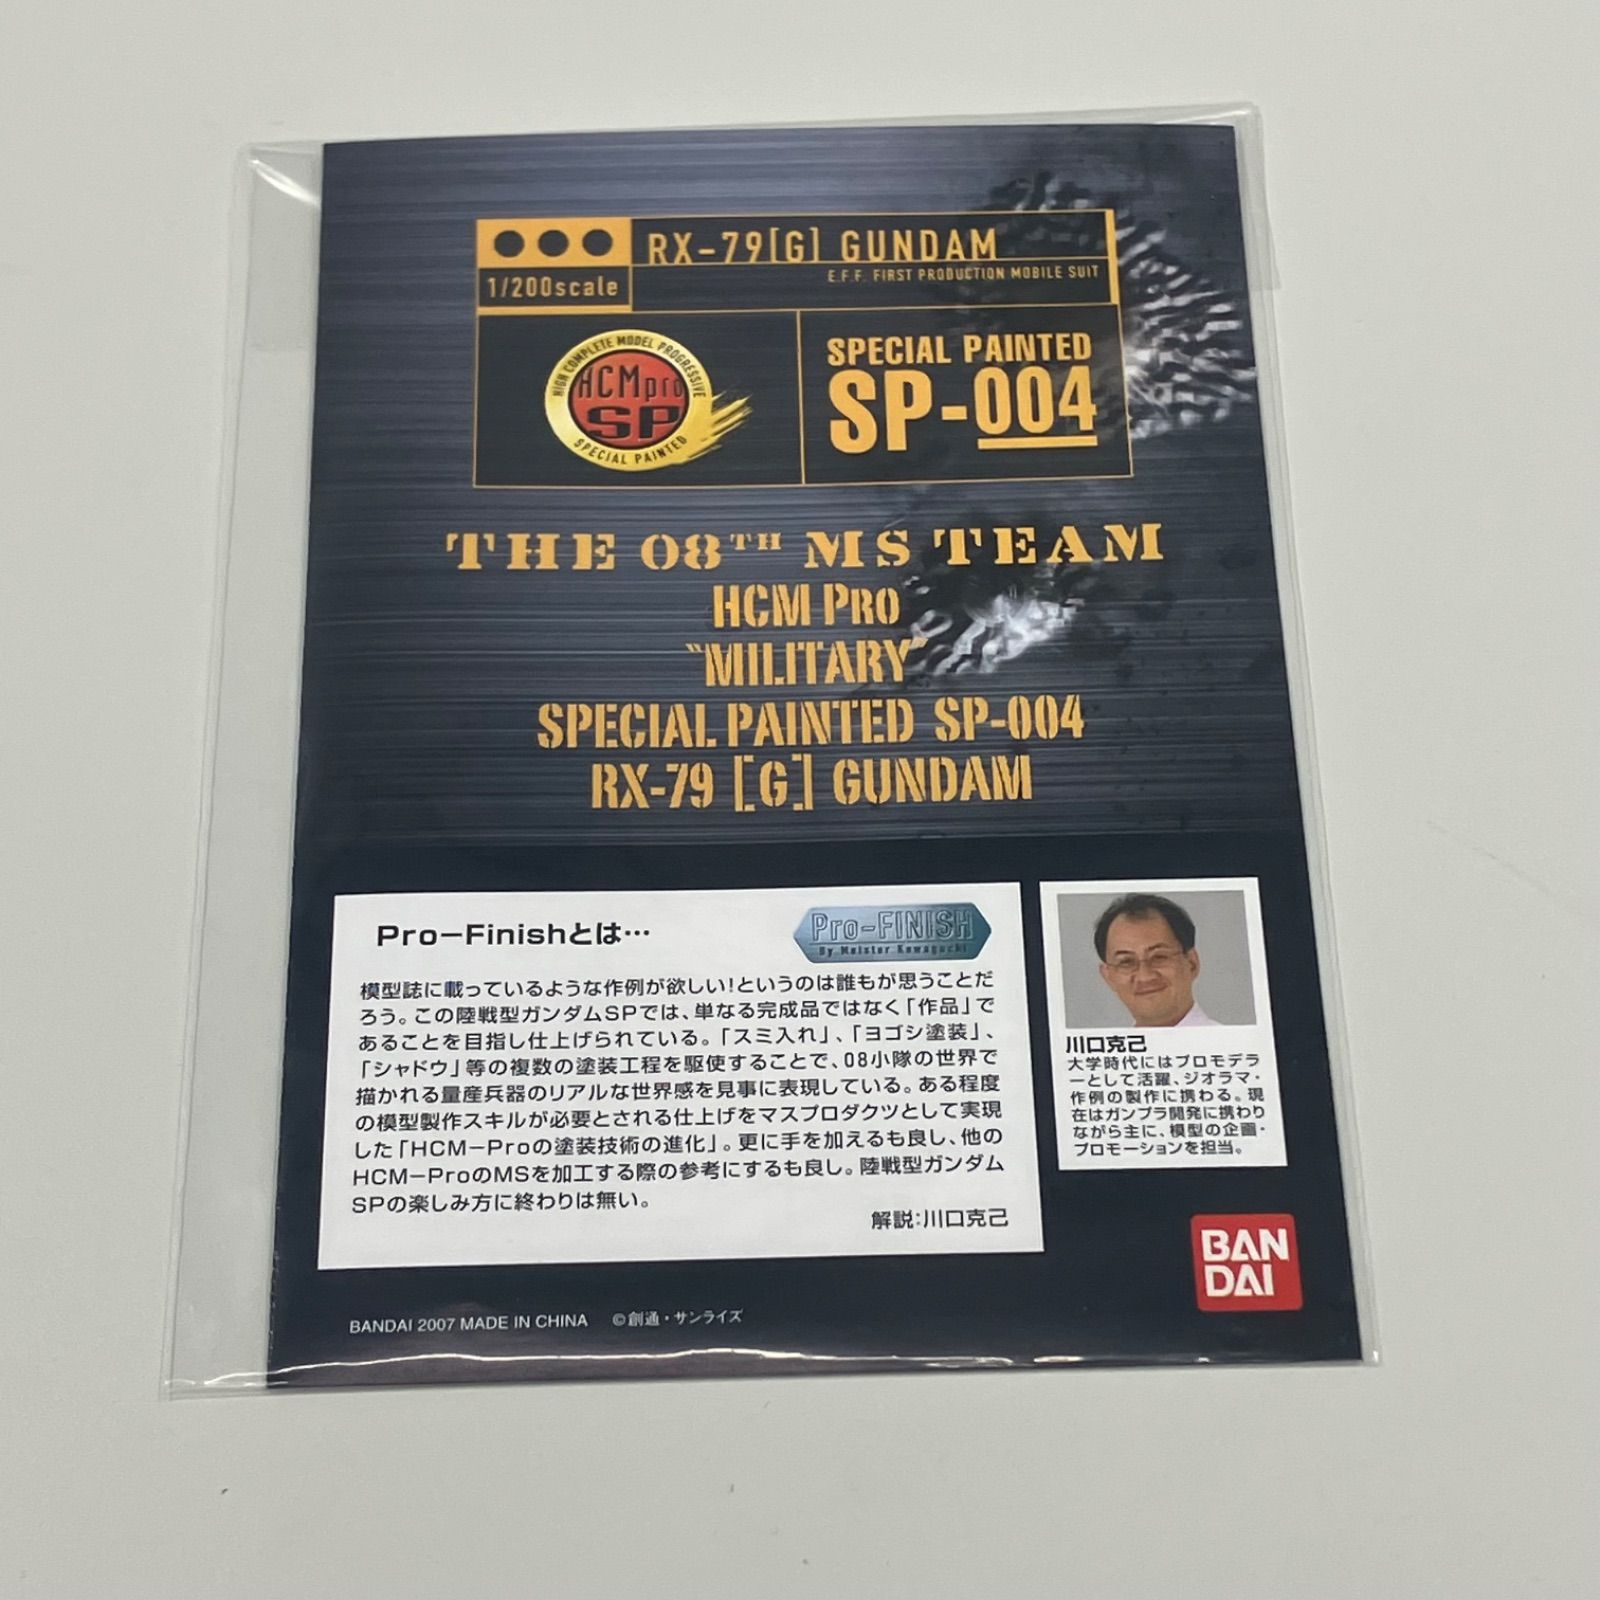 RX-79[G] GUNDAM
E.F.F. FIRST PRODUCTION MOBILE SUIT
1/200scale
HIGH COMPLETE MODEL PROGRESSIVE
HCMpro
SP
SPECIAL PAINTED
SPECIAL PAINTED
SP-004
THE 08TH MS TEAM
HCM PRO
"MILITARY"
SPECIAL PAINTED SP-004
RX-79 [G] GUNDAM
Pro-Finishとは…
Pro-FINISH
By Meister Kawaguchi
模型誌に載っているような作例が欲しい!というのは誰もが思うことだ
ろう。この陸戦型ガンダムSPでは、単なる完成品ではなく「作品」で
あることを目指し仕上げられている。「スミ入れ」、「ヨゴシ塗装」、
「シャドウ」等の複数の塗装工程を駆使することで、08小隊の世界で
描かれる量産兵器のリアルな世界感を見事に表現している。ある程度
の模型製作スキルが必要とされる仕上げをマスプロダクツとして実現
した「HCM-Proの塗装技術の進化」。更に手を加えるも良し、他の
HCM-ProのMSを加工する際の参考にするも良し。陸戦型ガンダム
SPの楽しみ方に終わりは無い。
解説:川口克己
川口克己
大学時代にはプロモデラ
ーとして活躍、ジオラマ・
作例の製作に携わる。現
在はガンプラ開発に携わり
ながら主に、模型の企画・
プロモーションを担当。
BAN
DAI
BANDAI 2007 MADE IN CHINA ©創通・サンライズ